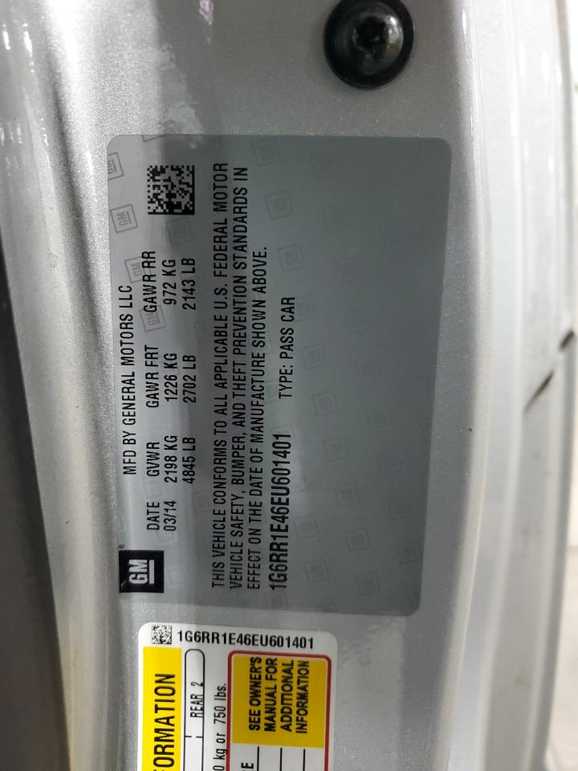 GM
MFD BY GENERAL MOTORS LLC
DATE GVWR GAWR FRT GAWR RR
03/14 2198 KG 1226 KG 972 KG
4845 LB 2702 LB 2143 LB
THIS VEHICLE CONFORMS TO ALL APPLICABLE U.S. FEDERAL MOTOR
VEHICLE SAFETY, BUMPER, AND THEFT PREVENTION STANDARDS IN
EFFECT ON THE DATE OF MANUFACTURE SHOWN ABOVE.
1G6RR1E46EU601401 TYPE: PASS CAR
1G6RR1E46EU601401
REAR 2
kg or 750 lbs.
SEE OWNER'S
MANUAL FOR
ADDITIONAL
INFORMATION